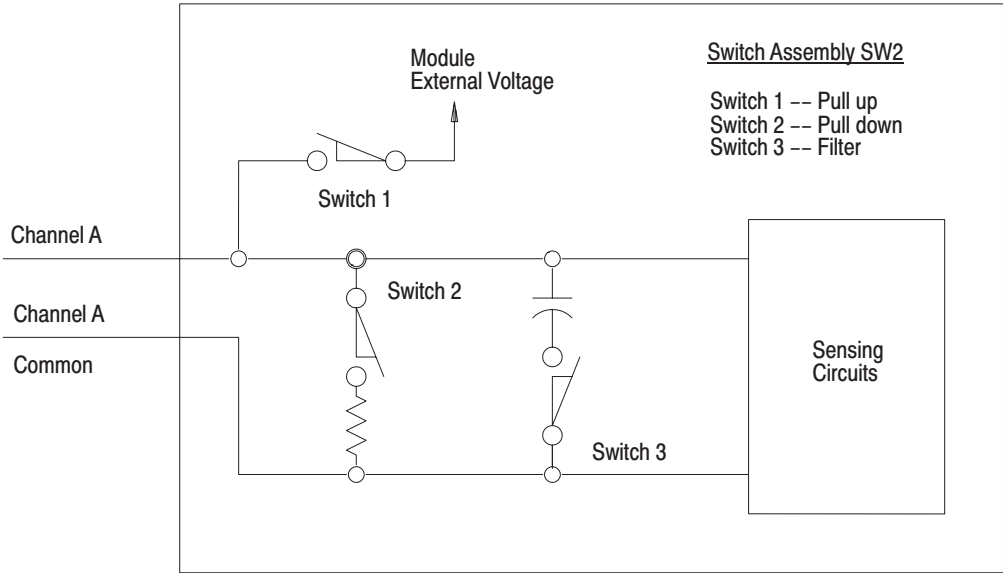 Module
External Voltage
Switch Assembly SW2
Switch 1 –– Pull up
Switch 2 –– Pull down
Switch 3 –– Filter
Switch 1
Channel A
Switch 2
Channel A
Common
Sensing
Circuits
Switch 3